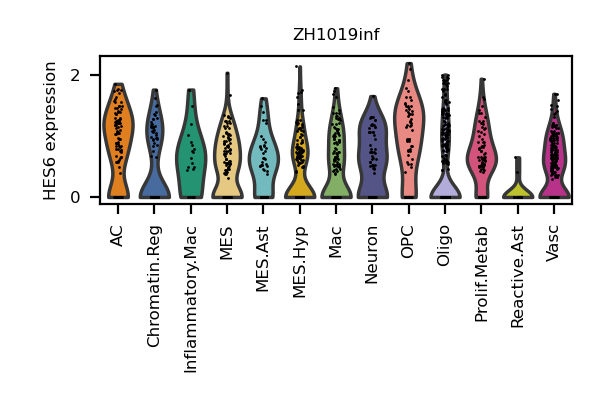 ZH1019inf
HES6 expression
2
0
AC
Chromatin.Reg
Inflammatory.Mac
MES
MES.Ast
MES.Hyp
Mac
Neuron
OPC
Oligo
Prolif.Metab
Reactive.Ast
Vasc